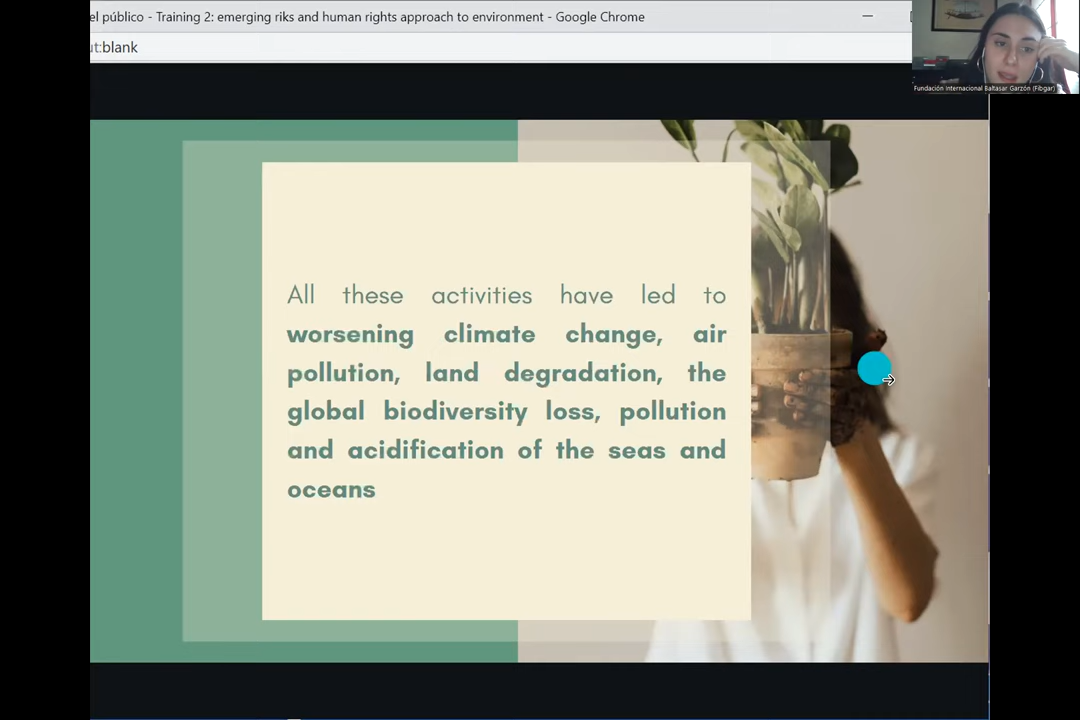 el público - Training 2: emerging riks and human rights approach to environment - Google Chrome
ut:blank
Fundación Internacional Baltasar Garzón (Fibgar)
All these activities have led to
worsening climate change, air
pollution, land degradation, the
global biodiversity loss, pollution
and acidification of the seas and
oceans